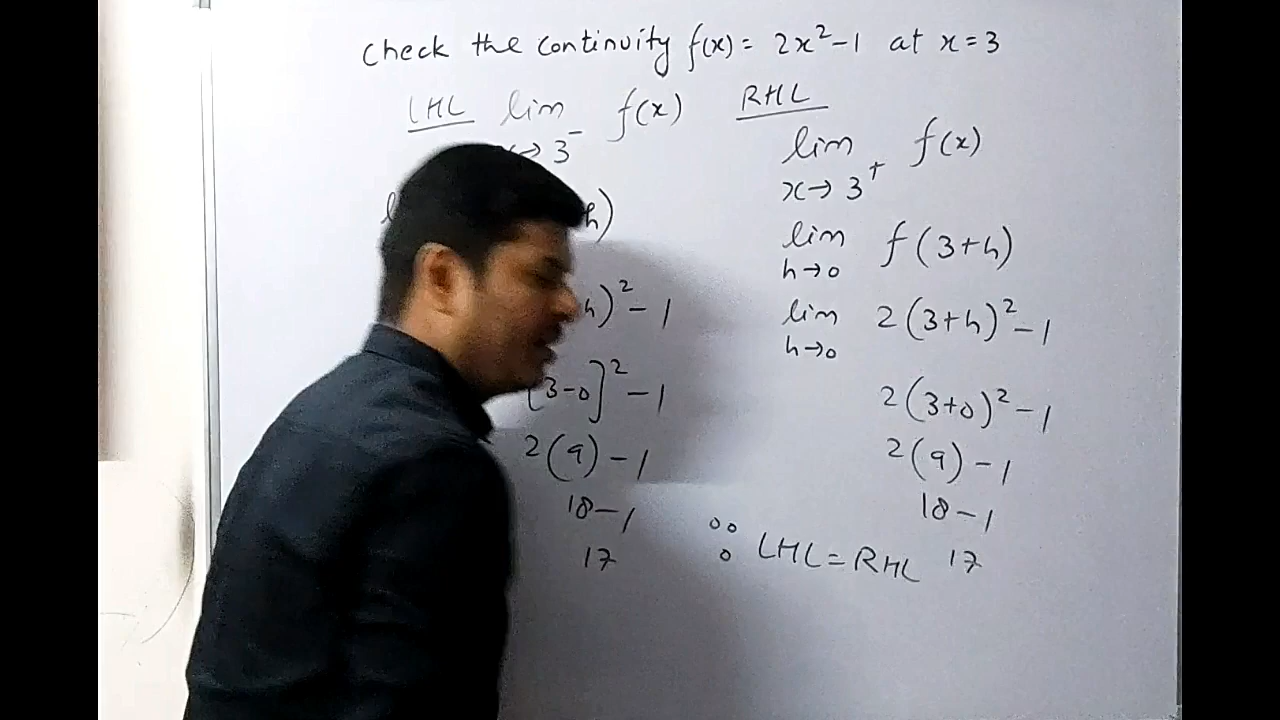 Check the continuity f(x) = 2x²-1 at x=3
LHL lim f(x)
x→3⁻
h)
h)²-1
(3-0]²-1
2(9)-1
18-1
17
RHL
lim f(x)
x→3⁺
lim f(3+h)
h→0
lim 2(3+h)²-1
h→0
2(3+0)²-1
2(9)-1
18-1
17
∵ LHL=RHL